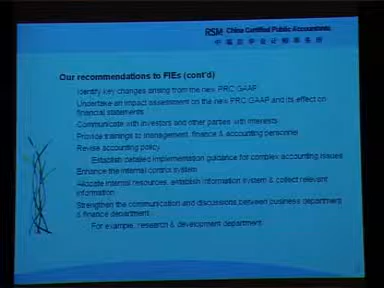 RSM China Certified Public Accountants
Our recommendations to FIEs (cont'd)
Identify key changes arising from the new PRC GAAP
Undertake an impact assessment on the new PRC GAAP and its effect on
financial statements
Communicate with investors and other parties with interests
Provide trainings to management, finance & accounting personnel
Revise accounting policy
Establish detailed implementation guidance for complex accounting issues
Enhance the internal control system
Allocate internal resources, establish information system & collect relevant
information
Strengthen the communication and discussions between business department
& finance department
For example, research & development department